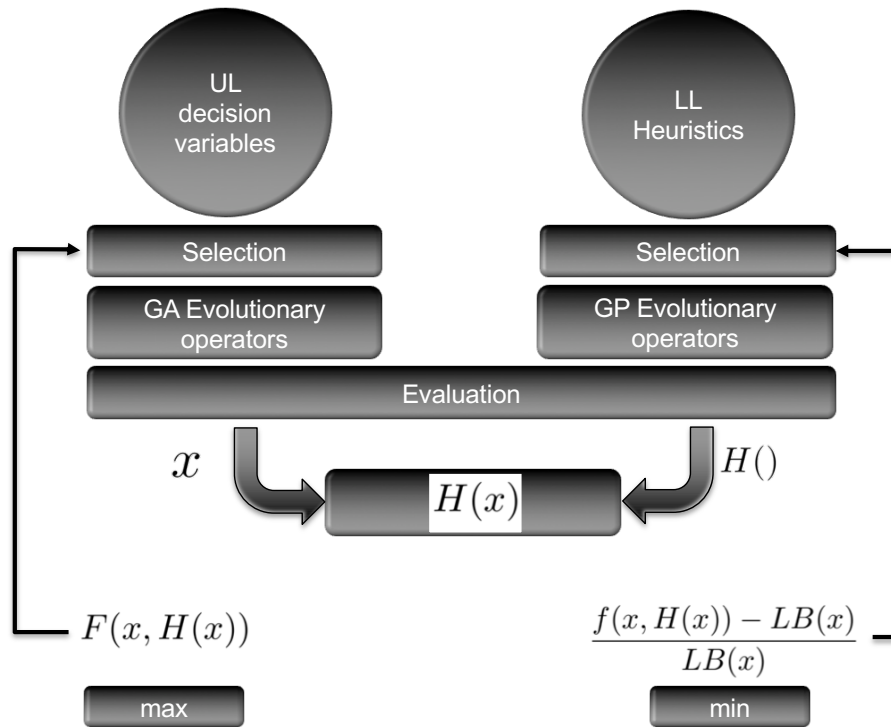 UL
decision
variables
LL
Heuristics
Selection
Selection
GA Evolutionary
operators
GP Evolutionary
operators
Evaluation
x
H()
H(x)
F(x, H(x))
f(x, H(x)) − LB(x)
LB(x)
max
min